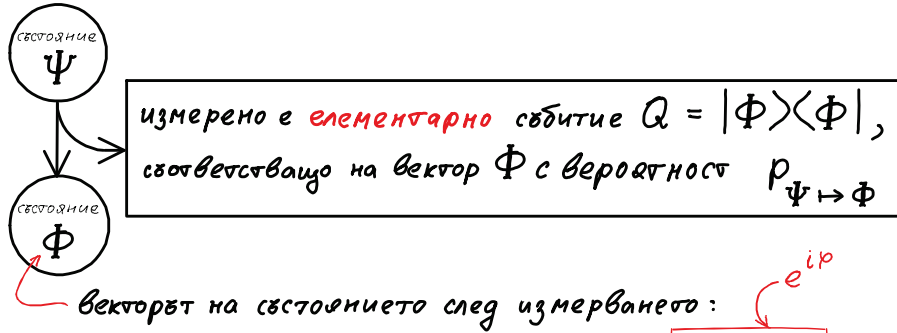 състояние
Ψ
измерено е елементарно събитие Q = |Φ⟩⟨Φ|,
съответстващо на вектор Φ с вероятност p_{Ψ↦Φ}
състояние
Φ
e^{iφ}
векторът на състоянието след измерването: